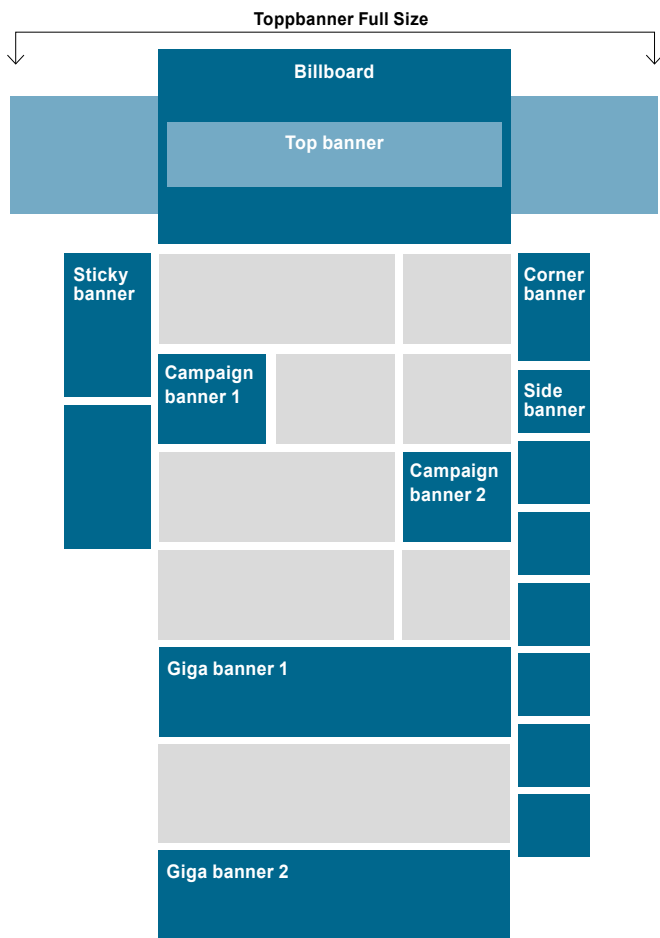 Toppbanner Full Size
Billboard
Top banner
Sticky
banner
Corner
banner
Campaign
banner 1
Side
banner
Campaign
banner 2
Giga banner 1
Giga banner 2